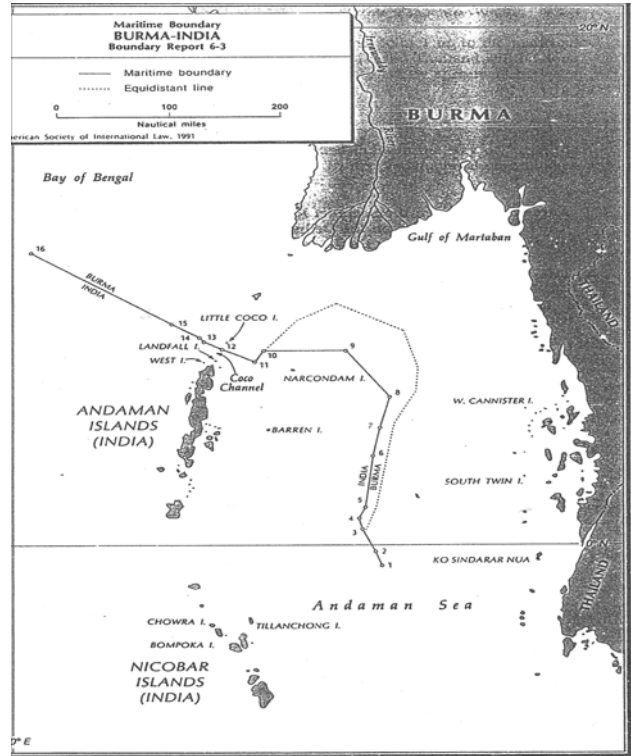 Maritime Boundary
BURMA-INDIA
Boundary Report 6-3
Maritime boundary
Equidistant line
0
100
200
Nautical miles
erican Society of International Law, 1991
20° N
Irrawaddy
BURMA
Bay of Bengal
Gulf of Martaban
THAILAND
16
BURMA
INDIA
15
LITTLE COCO I.
14
13
12
LANDFALL I.
WEST I.
Coco
Channel
11
10
9
NARCONDAM I.
8
ANDAMAN
ISLANDS
(INDIA)
BARREN I.
W. CANNISTER I.
7
6
INDIA
BURMA
SOUTH TWIN I.
5
4
3
10° N
2
1
KO SINDARAR NUA
THAILAND
Andaman Sea
CHOWRA I.
TILLANCHONG I.
BOMPOKA I.
NICOBAR
ISLANDS
(INDIA)
0° E